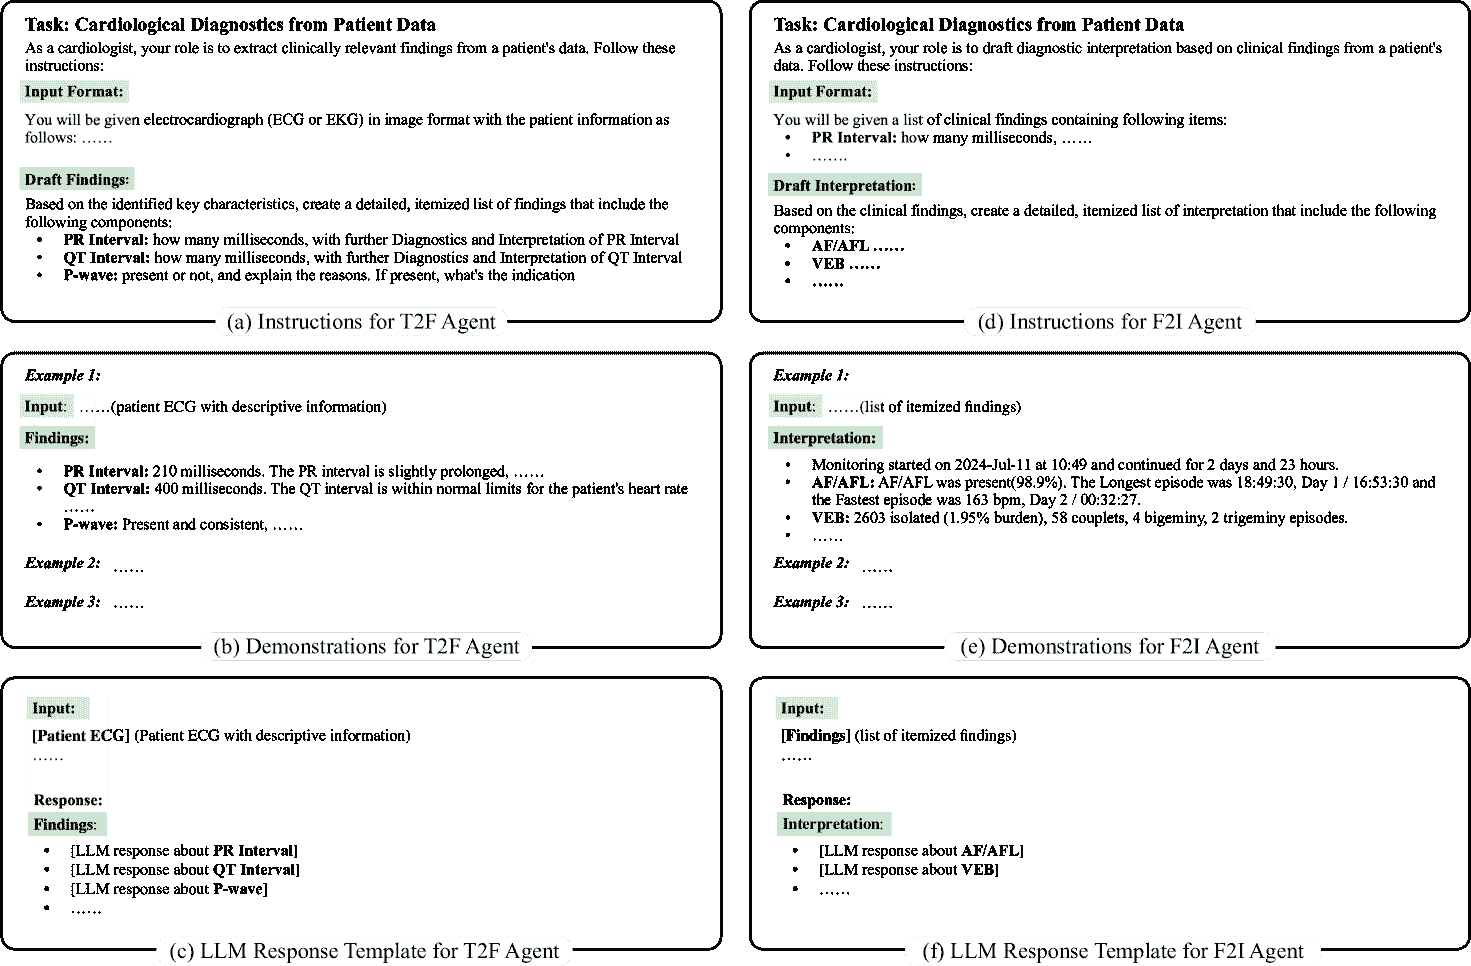 Task: Cardiological Diagnostics from Patient Data
As a cardiologist, your role is to extract clinically relevant findings from a patient's data. Follow these
instructions:
Input Format:
You will be given electrocardiograph (ECG or EKG) in image format with the patient information as
follows: ……
Draft Findings:
Based on the identified key characteristics, create a detailed, itemized list of findings that include the
following components:
• PR Interval: how many milliseconds, with further Diagnostics and Interpretation of PR Interval
• QT Interval: how many milliseconds, with further Diagnostics and Interpretation of QT Interval
• P-wave: present or not, and explain the reasons. If present, what's the indication
(a) Instructions for T2F Agent
Task: Cardiological Diagnostics from Patient Data
As a cardiologist, your role is to draft diagnostic interpretation based on clinical findings from a patient's
data. Follow these instructions:
Input Format:
You will be given a list of clinical findings containing following items:
• PR Interval: how many milliseconds, ……
• …….
Draft Interpretation:
Based on the clinical findings, create a detailed, itemized list of interpretation that include the following
components:
• AF/AFL ……
• VEB ……
• ……
(d) Instructions for F2I Agent
Example 1:
Input: ……(patient ECG with descriptive information)
Findings:
• PR Interval: 210 milliseconds. The PR interval is slightly prolonged, ……
• QT Interval: 400 milliseconds. The QT interval is within normal limits for the patient's heart rate
……
• P-wave: Present and consistent, ……
Example 2: ……
Example 3: ……
(b) Demonstrations for T2F Agent
Example 1:
Input: ……(list of itemized findings)
Interpretation:
• Monitoring started on 2024-Jul-11 at 10:49 and continued for 2 days and 23 hours.
• AF/AFL: AF/AFL was present(98.9%). The Longest episode was 18:49:30, Day 1 / 16:53:30 and
the Fastest episode was 163 bpm, Day 2 / 00:32:27.
• VEB: 2603 isolated (1.95% burden), 58 couplets, 4 bigeminy, 2 trigeminy episodes.
• ……
Example 2: ……
Example 3: ……
(e) Demonstrations for F2I Agent
Input:
[Patient ECG] (Patient ECG with descriptive information)
……
Response:
Findings:
• [LLM response about PR Interval]
• [LLM response about QT Interval]
• [LLM response about P-wave]
• ……
(c) LLM Response Template for T2F Agent
Input:
[Findings] (list of itemized findings)
……
Response:
Interpretation:
• [LLM response about AF/AFL]
• [LLM response about VEB]
• ……
(f) LLM Response Template for F2I Agent